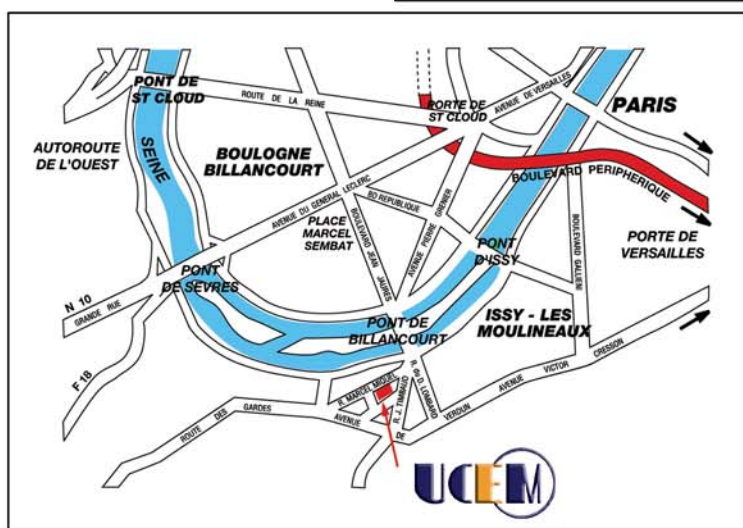 PONT DE
ST CLOUD
ROUTE DE LA REINE
PORTE DE
ST CLOUD
AVENUE DE VERSAILLES
PARIS
AUTOROUTE
DE L'OUEST
SEINE
BOULOGNE
BILLANCOURT
BOULEVARD PERIPHERIQUE
AVENUE DU GENERAL LECLERC
BD REPUBLIQUE
AVENUE PIERRE GRENIER
PLACE
MARCEL
SEMBAT
BOULEVARD JEAN JAURES
BOULEVARD GALLIENI
PORTE DE
VERSAILLES
PONT
D'ISSY
PONT
DE SEVRES
N 10
GRANDE RUE
PONT DE
BILLANCOURT
ISSY - LES
MOULINEAUX
F 18
R. MARCEL MIQUEL
R. J. TIMBAUD
R. du D. LOMBARD
ROUTE DES GARDES
AVENUE DE VERDUN
AVENUE VICTOR CRESSON
UCEM